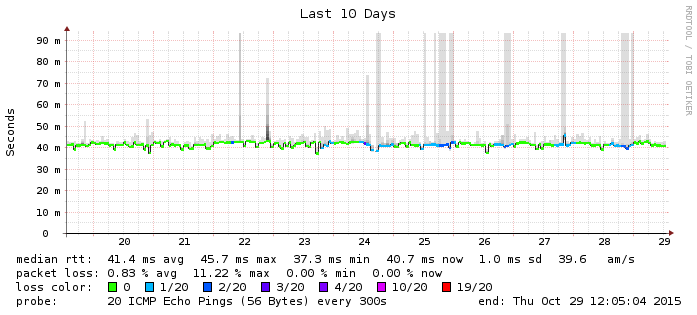 Last 10 Days
RRDTOOL / TOBI OETIKER
Seconds
90 m
80 m
70 m
60 m
50 m
40 m
30 m
20 m
10 m
0
20 21 22 23 24 25 26 27 28 29
median rtt: 41.4 ms avg 45.7 ms max 37.3 ms min 40.7 ms now 1.0 ms sd 39.6 am/s
packet loss: 0.83 % avg 11.22 % max 0.00 % min 0.00 % now
loss color: 0 1/20 2/20 3/20 4/20 10/20 19/20
probe: 20 ICMP Echo Pings (56 Bytes) every 300s end: Thu Oct 29 12:05:04 2015